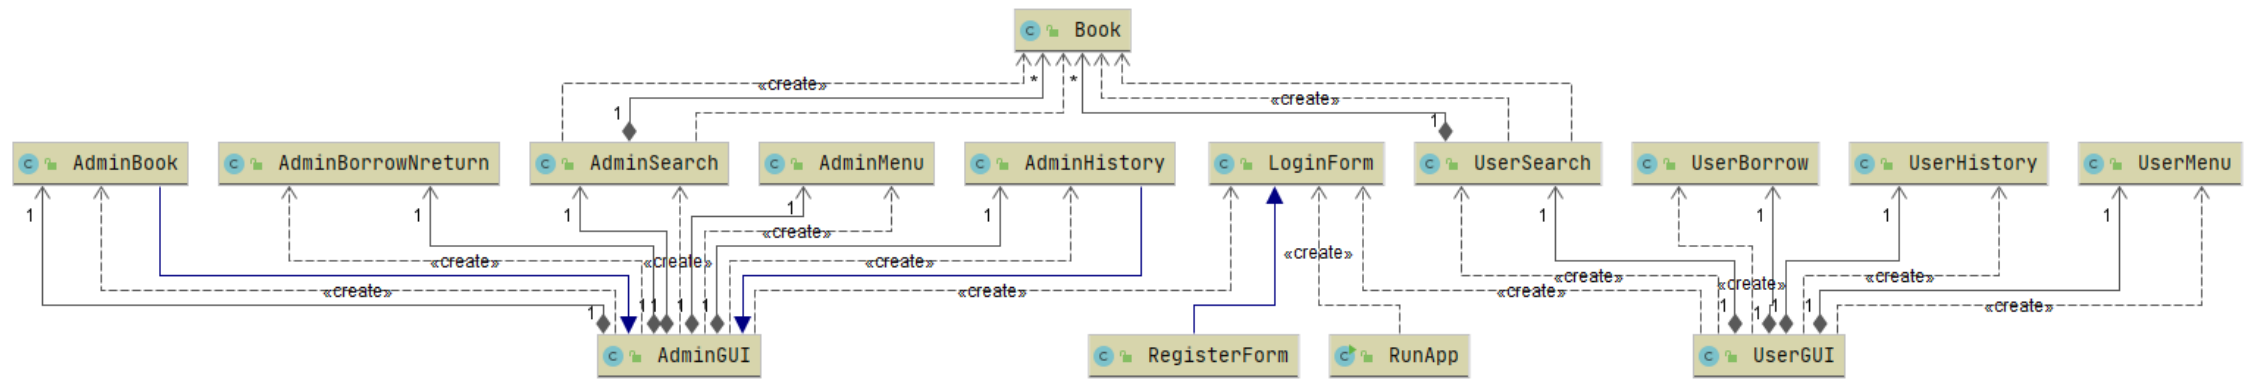 C Book
* *
«create»
«create»
1 1
C AdminBook C AdminBorrowNreturn C AdminSearch C AdminMenu C AdminHistory C LoginForm C UserSearch C UserBorrow C UserHistory C UserMenu
1 1 1 1 1 1 1 1 1
«create»
«create»
«create» «create» «create»
«create» «create»
«create»
«create» «create» «create»
«create»
1 1 1 1 1 1 1 1 1
C AdminGUI C RegisterForm C RunApp C UserGUI